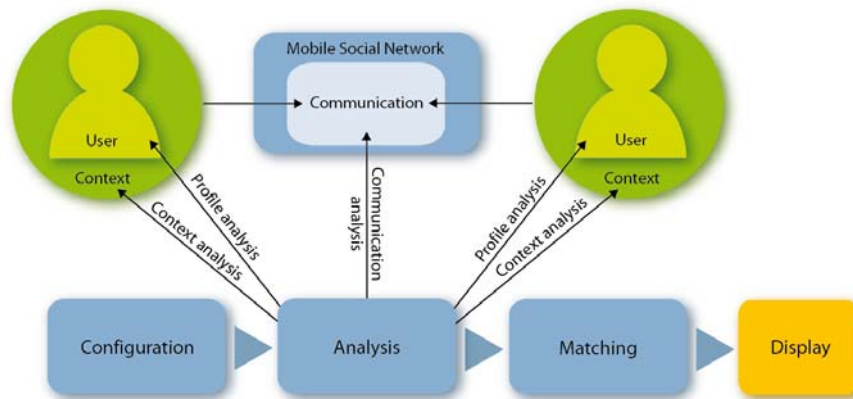 Mobile Social Network
Communication
User
Context
User
Context
Profile analysis
Context analysis
Communication
analysis
Profile analysis
Context analysis
Configuration
Analysis
Matching
Display